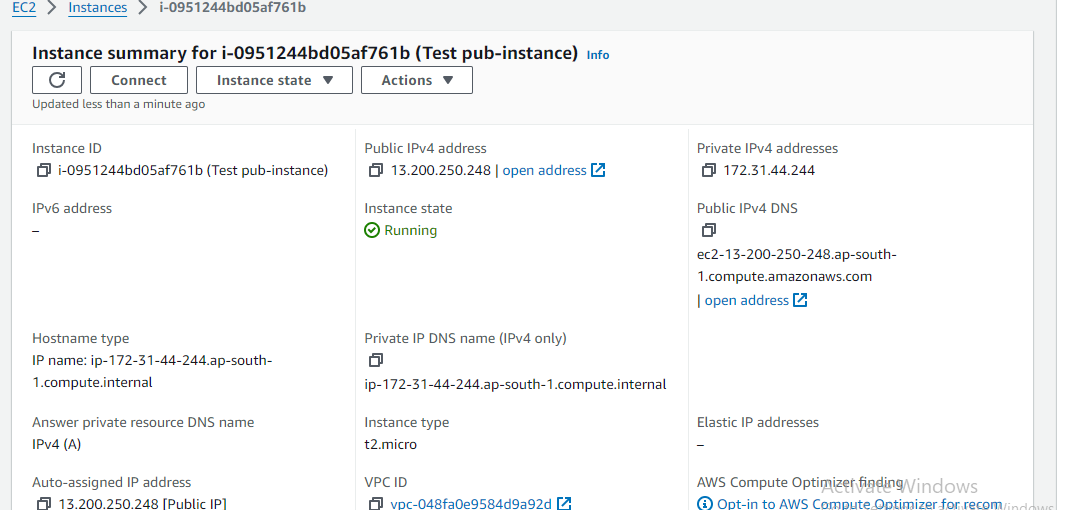 EC2 > Instances > i-0951244bd05af761b
Instance summary for i-0951244bd05af761b (Test pub-instance) Info
Connect
Instance state
Actions
Updated less than a minute ago
Instance ID
i-0951244bd05af761b (Test pub-instance)
Public IPv4 address
13.200.250.248 | open address
Private IPv4 addresses
172.31.44.244
IPv6 address
–
Instance state
Running
Public IPv4 DNS
ec2-13-200-250-248.ap-south-
1.compute.amazonaws.com
| open address
Hostname type
IP name: ip-172-31-44-244.ap-south-
1.compute.internal
Private IP DNS name (IPv4 only)
ip-172-31-44-244.ap-south-1.compute.internal
Answer private resource DNS name
IPv4 (A)
Instance type
t2.micro
Elastic IP addresses
–
Auto-assigned IP address
13.200.250.248 [Public IP]
VPC ID
vpc-048fa0e9584d9a92d
AWS Compute Optimizer finding
Opt-in to AWS Compute Optimizer for recom
Activate Windows